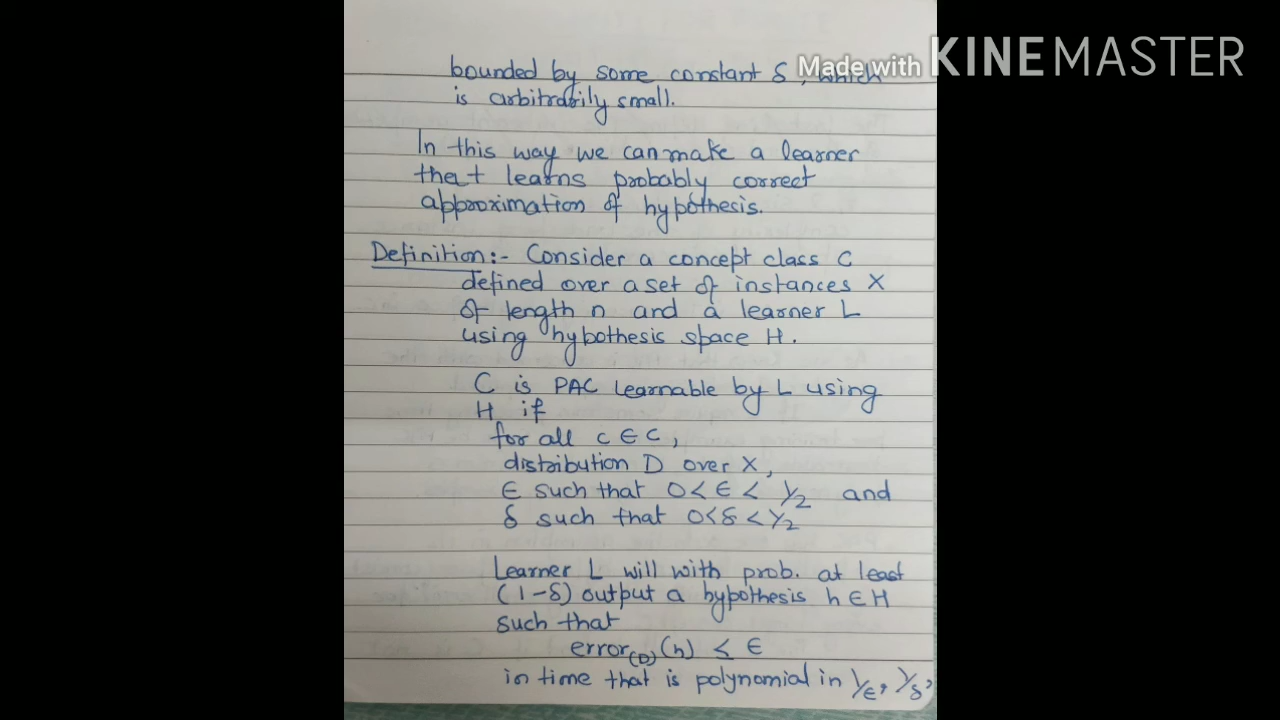 Made with KINEMASTER
bounded by some constant δ, which
is arbitrarily small.
In this way we can make a learner
that learns probably correct
approximation of hypothesis.
Definition:- Consider a concept class C
defined over a set of instances X
of length n and a learner L
using hypothesis space H.
C is PAC learnable by L using
H if
for all c ∈ C,
distribution D over X,
∈ such that 0<∈< 1/2 and
δ such that 0<δ<1/2
Learner L will with prob. at least
(1-δ) output a hypothesis h ∈ H
such that
error(D)(h) ≤ ∈
in time that is polynomial in 1/∈, 1/δ,